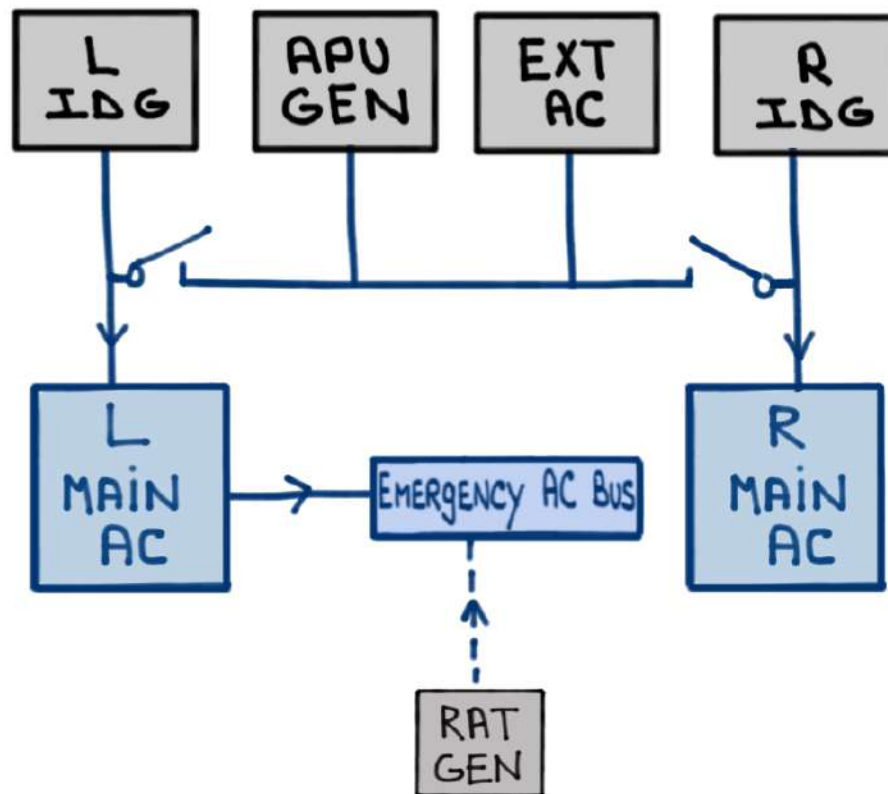 L
IDG
APU
GEN
EXT
AC
R
IDG
L
MAIN
AC
EMERgENCY AC BUS
R
MAIN
AC
RAT
GEN